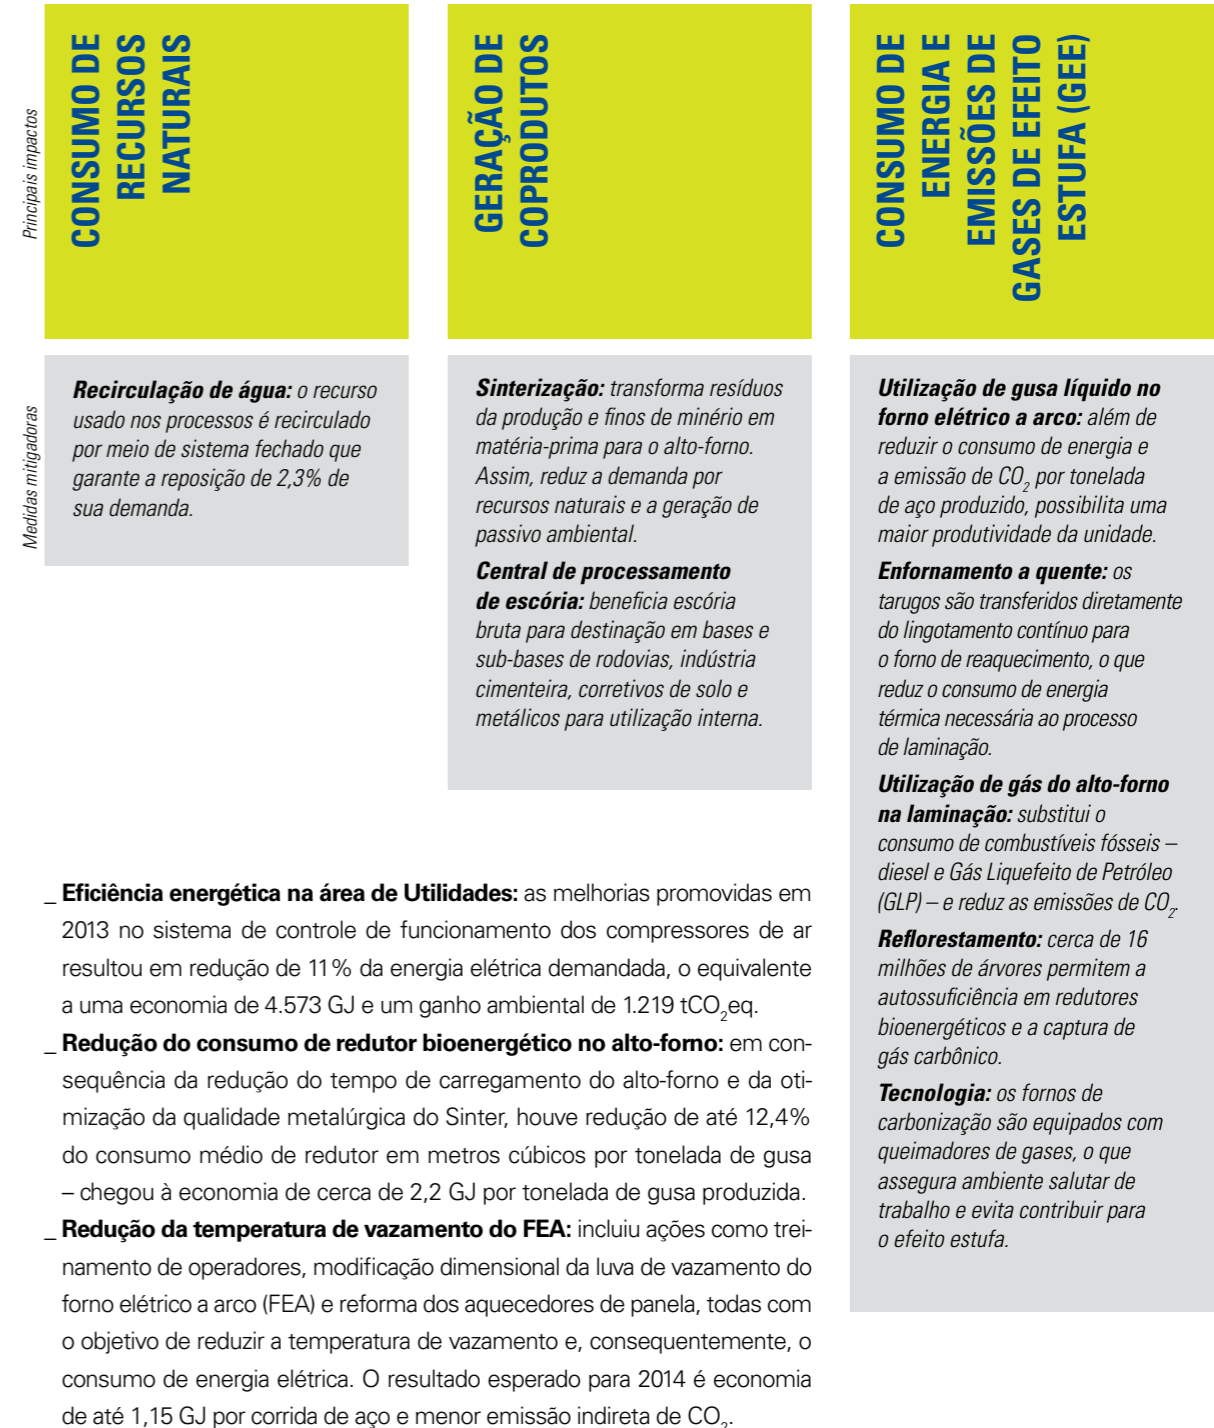 Principais impactos
CONSUMO DE
RECURSOS
NATURAIS
GERAÇÃO DE
COPRODUTOS
CONSUMO DE
ENERGIA E
EMISSÕES DE
GASES DE EFEITO
ESTUFA (GEE)
Medidas mitigadoras
Recirculação de água: o recurso
usado nos processos é recirculado
por meio de sistema fechado que
garante a reposição de 2,3% de
sua demanda.
Sinterização: transforma resíduos
da produção e finos de minério em
matéria-prima para o alto-forno.
Assim, reduz a demanda por
recursos naturais e a geração de
passivo ambiental.
Central de processamento
de escória: beneficia escória
bruta para destinação em bases e
sub-bases de rodovias, indústria
cimenteira, corretivos de solo e
metálicos para utilização interna.
Utilização de gusa líquido no
forno elétrico a arco: além de
reduzir o consumo de energia e
a emissão de CO₂ por tonelada
de aço produzido, possibilita uma
maior produtividade da unidade.
Enfornamento a quente: os
tarugos são transferidos diretamente
do lingotamento contínuo para
o forno de reaquecimento, o que
reduz o consumo de energia
térmica necessária ao processo
de laminação.
Utilização de gás do alto-forno
na laminação: substitui o
consumo de combustíveis fósseis –
diesel e Gás Liquefeito de Petróleo
(GLP) – e reduz as emissões de CO₂.
Reflorestamento: cerca de 16
milhões de árvores permitem a
autossuficiência em redutores
bioenergéticos e a captura de
gás carbônico.
Tecnologia: os fornos de
carbonização são equipados com
queimadores de gases, o que
assegura ambiente salutar de
trabalho e evita contribuir para
o efeito estufa.
_ Eficiência energética na área de Utilidades: as melhorias promovidas em
2013 no sistema de controle de funcionamento dos compressores de ar
resultou em redução de 11% da energia elétrica demandada, o equivalente
a uma economia de 4.573 GJ e um ganho ambiental de 1.219 tCO₂eq.
_ Redução do consumo de redutor bioenergético no alto-forno: em con-
sequência da redução do tempo de carregamento do alto-forno e da oti-
mização da qualidade metalúrgica do Sinter, houve redução de até 12,4%
do consumo médio de redutor em metros cúbicos por tonelada de gusa
– chegou à economia de cerca de 2,2 GJ por tonelada de gusa produzida.
_ Redução da temperatura de vazamento do FEA: incluiu ações como trei-
namento de operadores, modificação dimensional da luva de vazamento do
forno elétrico a arco (FEA) e reforma dos aquecedores de panela, todas com
o objetivo de reduzir a temperatura de vazamento e, consequentemente, o
consumo de energia elétrica. O resultado esperado para 2014 é economia
de até 1,15 GJ por corrida de aço e menor emissão indireta de CO₂.